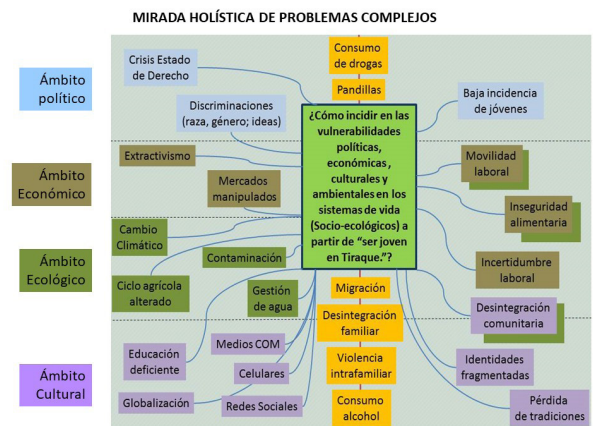 MIRADA HOLÍSTICA DE PROBLEMAS COMPLEJOS
Ámbito
político
Crisis Estado
de Derecho
Discriminaciones
(raza, género; ideas)
Consumo
de drogas
Pandillas
Baja incidencia
de jóvenes
¿Cómo incidir en las
vulnerabilidades
políticas,
económicas,
culturales y
ambientales en los
sistemas de vida
(Socio-ecológicos) a
partir de "ser joven
en Tiraque."?
Ámbito
Económico
Extractivismo
Mercados
manipulados
Movilidad
laboral
Inseguridad
alimentaria
Incertidumbre
laboral
Ámbito
Ecológico
Cambio
Climático
Contaminación
Ciclo agrícola
alterado
Gestión
de agua
Migración
Desintegración
familiar
Violencia
intrafamiliar
Consumo
alcohol
Desintegración
comunitaria
Ámbito
Cultural
Educación
deficiente
Medios COM
Celulares
Globalización
Redes Sociales
Identidades
fragmentadas
Pérdida
de tradiciones